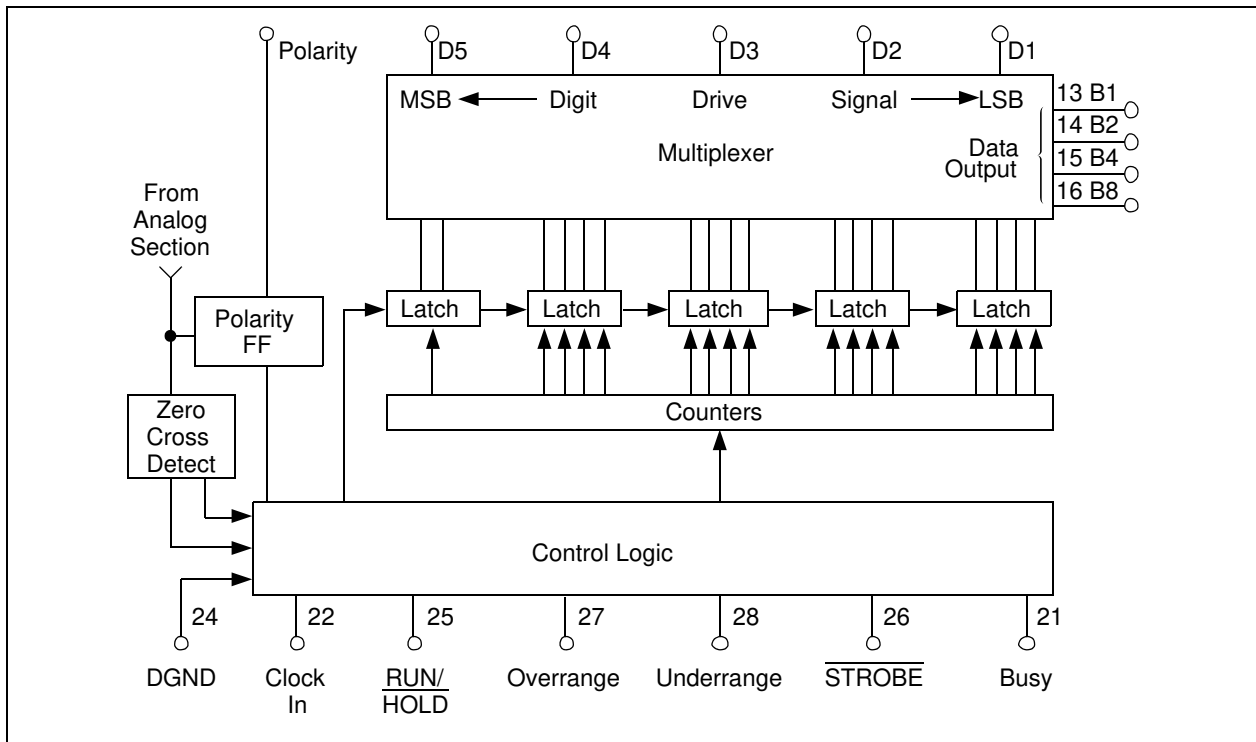 Polarity
D5
D4
D3
D2
D1
MSB
Digit
Drive
Signal
LSB
Multiplexer
Data
Output
13 B1
14 B2
15 B4
16 B8
From
Analog
Section
Polarity
FF
Latch
Latch
Latch
Latch
Latch
Zero
Cross
Detect
Counters
Control Logic
24
22
25
27
28
26
21
DGND
Clock
In
RUN/
HOLD
Overrange
Underrange
STROBE
Busy